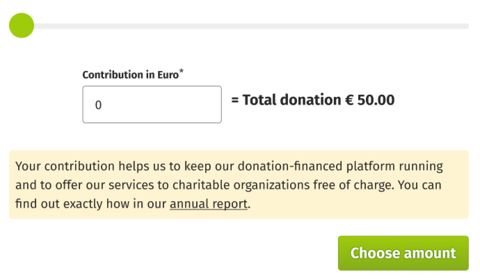 Contribution in Euro*
0
= Total donation € 50.00
Your contribution helps us to keep our donation-financed platform running
and to offer our services to charitable organizations free of charge. You can
find out exactly how in our annual report.
Choose amount